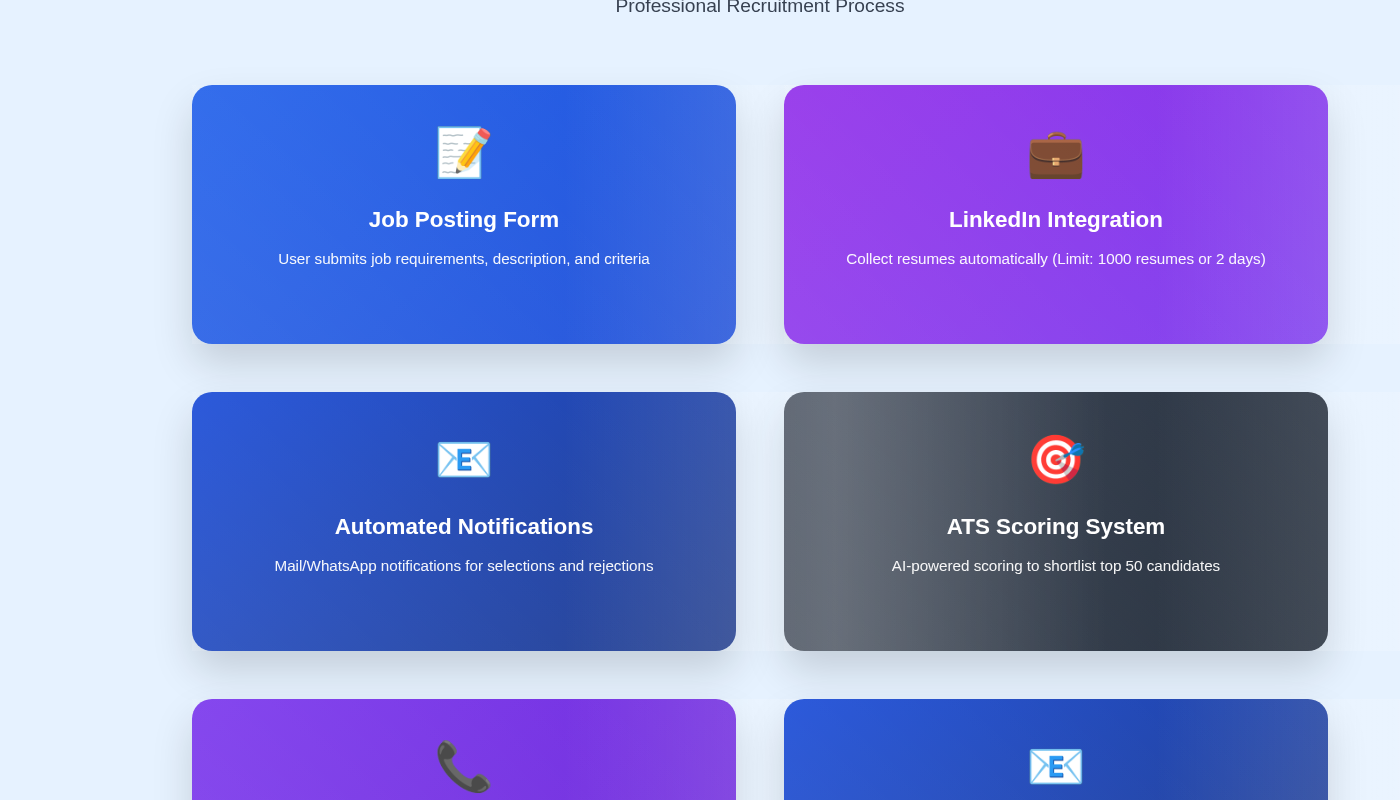 Professional Recruitment Process
Job Posting Form
User submits job requirements, description, and criteria
LinkedIn Integration
Collect resumes automatically (Limit: 1000 resumes or 2 days)
Automated Notifications
Mail/WhatsApp notifications for selections and rejections
ATS Scoring System
AI-powered scoring to shortlist top 50 candidates